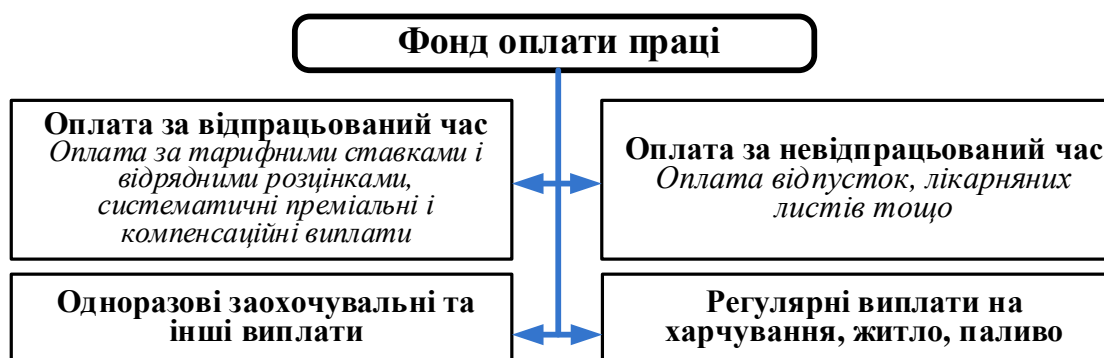 Фонд оплати праці
Оплата за відпрацьований час
Оплата за тарифними ставками і
відрядними розцінками,
систематичні преміальні і
компенсаційні виплати
Оплата за невідпрацьований час
Оплата відпусток, лікарняних
листів тощо
Одноразові заохочувальні та
інші виплати
Регулярні виплати на
харчування, житло, паливо